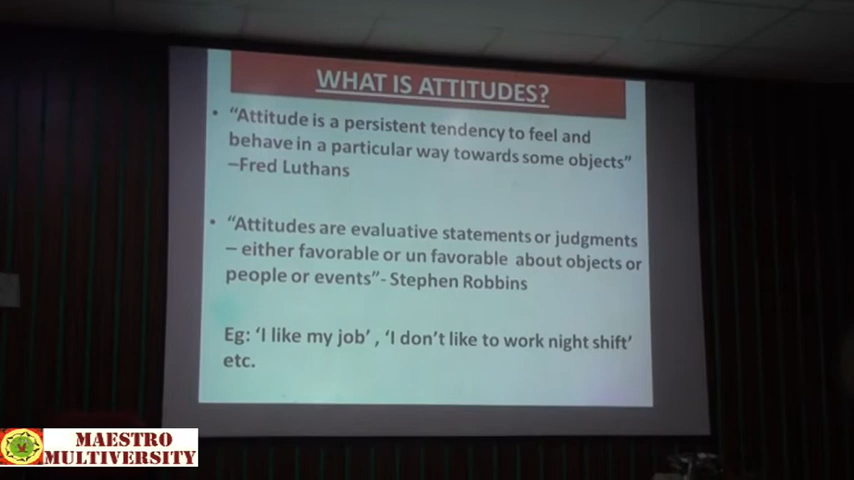 WHAT IS ATTITUDES?
• “Attitude is a persistent tendency to feel and
behave in a particular way towards some objects”
–Fred Luthans
• “Attitudes are evaluative statements or judgments
– either favorable or un favorable about objects or
people or events”- Stephen Robbins
Eg: ‘I like my job’ , ‘I don’t like to work night shift’
etc.
MAESTRO
MULTIVERSITY